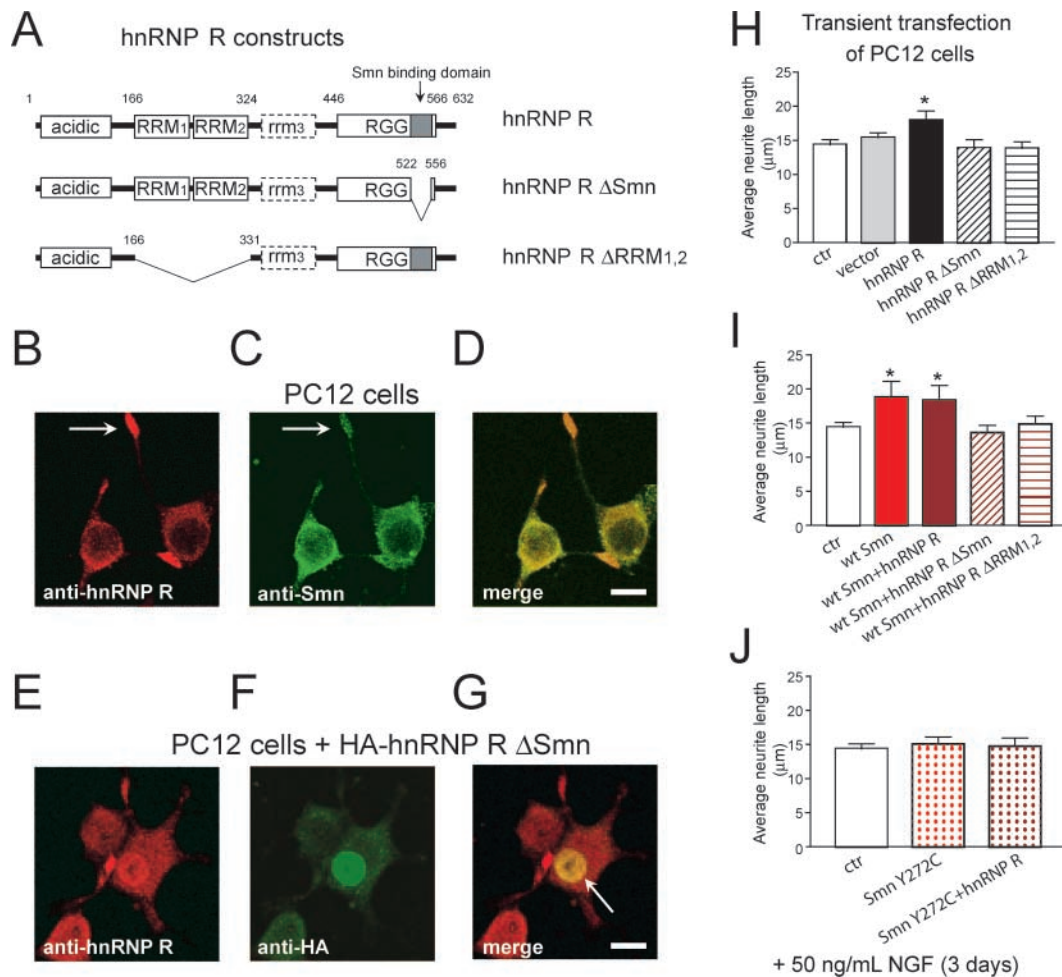 A
hnRNP R constructs
Smn binding domain
1 166 324 446 566 632
acidic RRM1 RRM2 rrm3 RGG
hnRNP R
522 556
acidic RRM1 RRM2 rrm3 RGG
hnRNP R ΔSmn
166 331
acidic rrm3 RGG
hnRNP R ΔRRM1,2
B C D
PC12 cells
anti-hnRNP R
anti-Smn
merge
E F G
PC12 cells + HA-hnRNP R ΔSmn
anti-hnRNP R
anti-HA
merge
H
Transient transfection
of PC12 cells
Average neurite length
(μm)
25
20
15
10
5
0
*
ctr
vector
hnRNP R
hnRNP R ΔSmn
hnRNP R ΔRRM1,2
I
Average neurite length
(μm)
25
20
15
10
5
0
* *
ctr
wt Smn
wt Smn+hnRNP R
wt Smn+hnRNP R ΔSmn
wt Smn+hnRNP R ΔRRM1,2
J
Average neurite length
(μm)
25
20
15
10
5
0
ctr
Smn Y272C
Smn Y272C+hnRNP R
+ 50 ng/mL NGF (3 days)